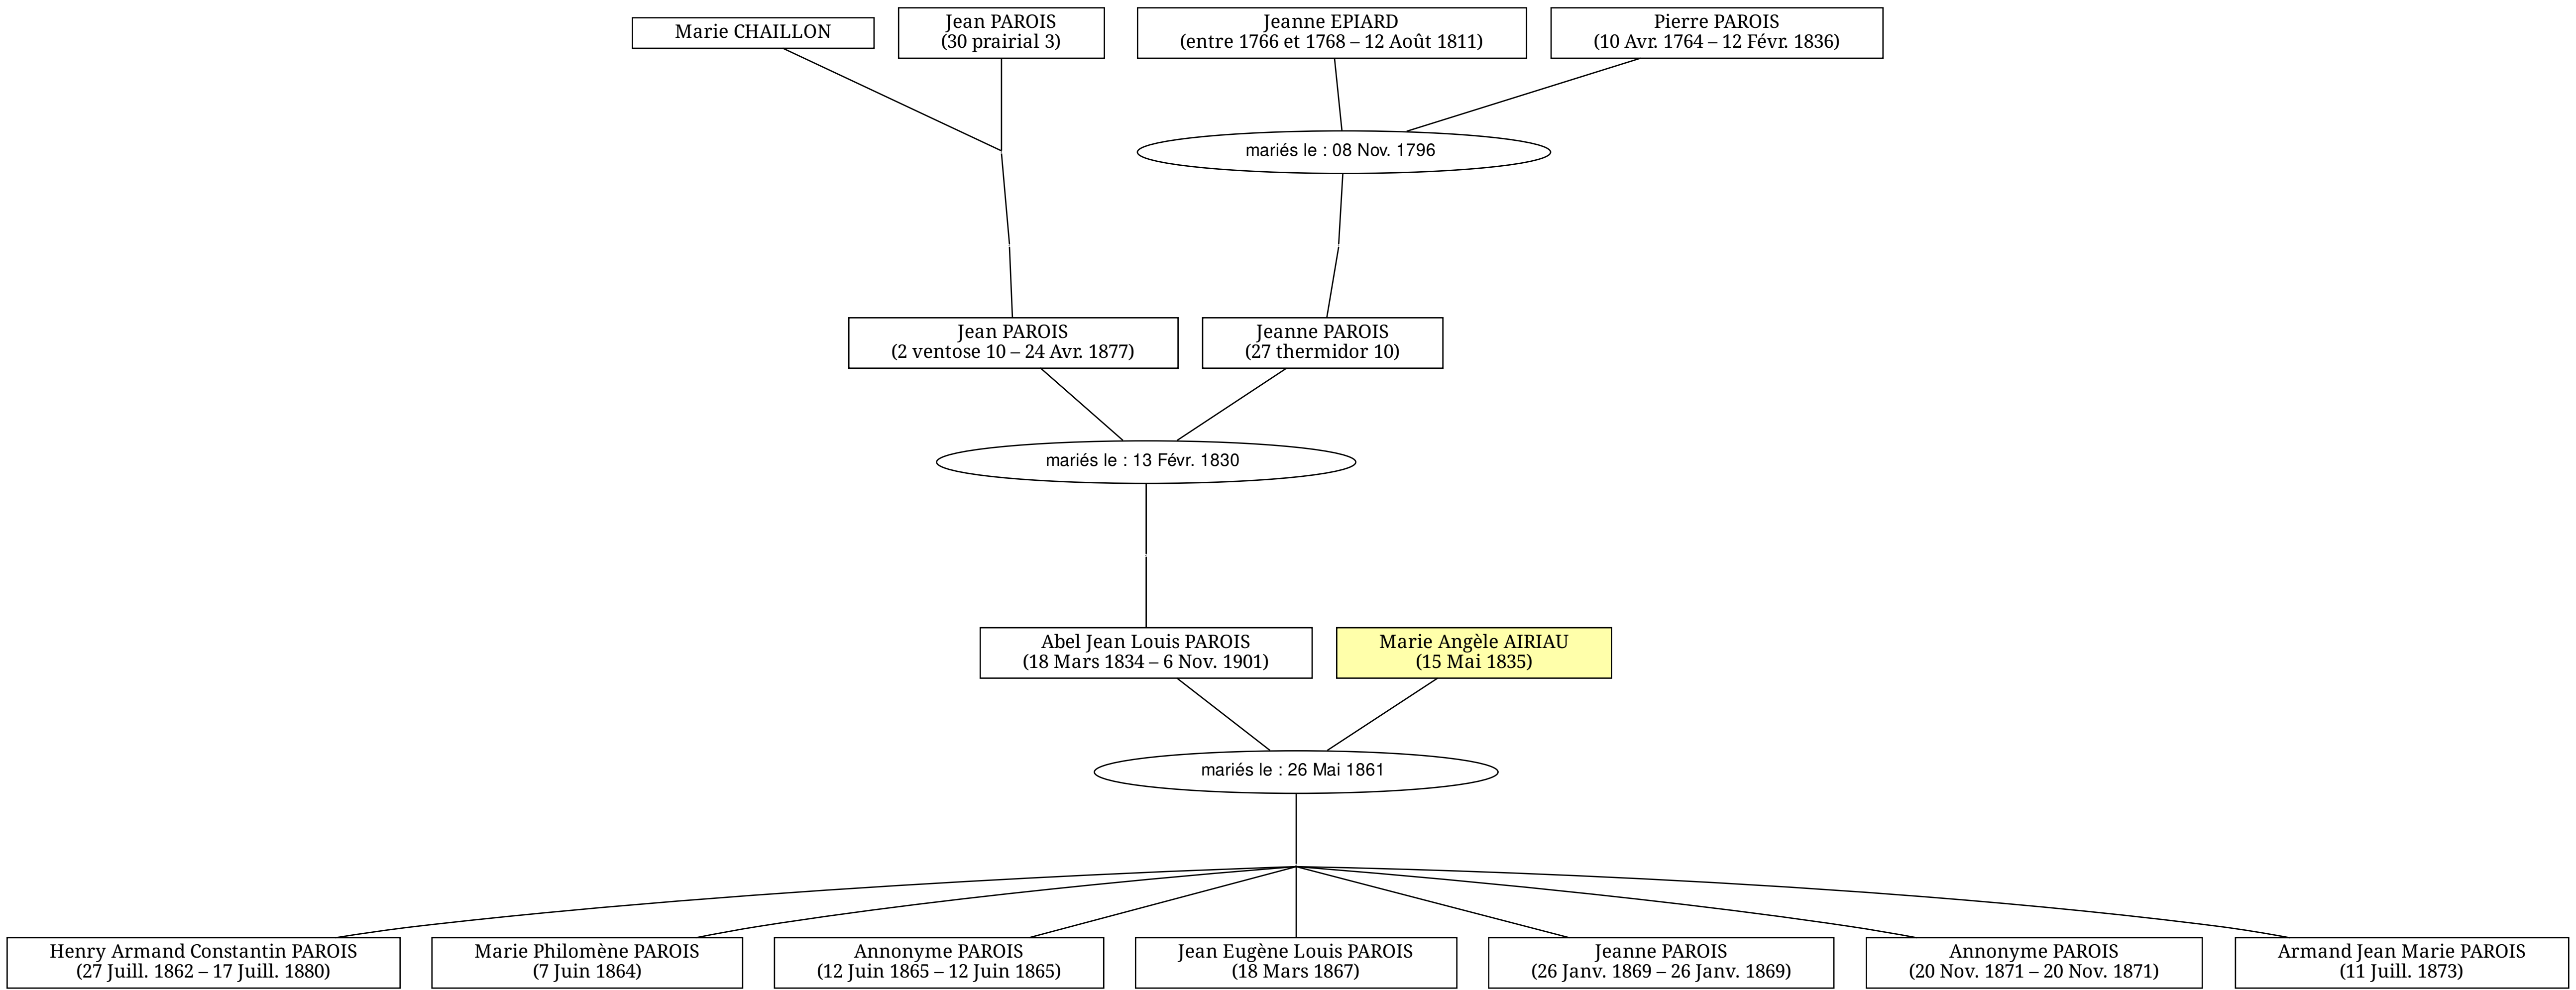 Marie CHAILLON
Jean PAROIS
(30 prairial 3)
Jeanne EPIARD
(entre 1766 et 1768 – 12 Août 1811)
Pierre PAROIS
(10 Avr. 1764 – 12 Févr. 1836)
mariés le : 08 Nov. 1796
Jean PAROIS
(2 ventose 10 – 24 Avr. 1877)
Jeanne PAROIS
(27 thermidor 10)
mariés le : 13 Févr. 1830
Abel Jean Louis PAROIS
(18 Mars 1834 – 6 Nov. 1901)
Marie Angèle AIRIAU
(15 Mai 1835)
mariés le : 26 Mai 1861
Henry Armand Constantin PAROIS
(27 Juill. 1862 – 17 Juill. 1880)
Marie Philomène PAROIS
(7 Juin 1864)
Annonyme PAROIS
(12 Juin 1865 – 12 Juin 1865)
Jean Eugène Louis PAROIS
(18 Mars 1867)
Jeanne PAROIS
(26 Janv. 1869 – 26 Janv. 1869)
Annonyme PAROIS
(20 Nov. 1871 – 20 Nov. 1871)
Armand Jean Marie PAROIS
(11 Juill. 1873)